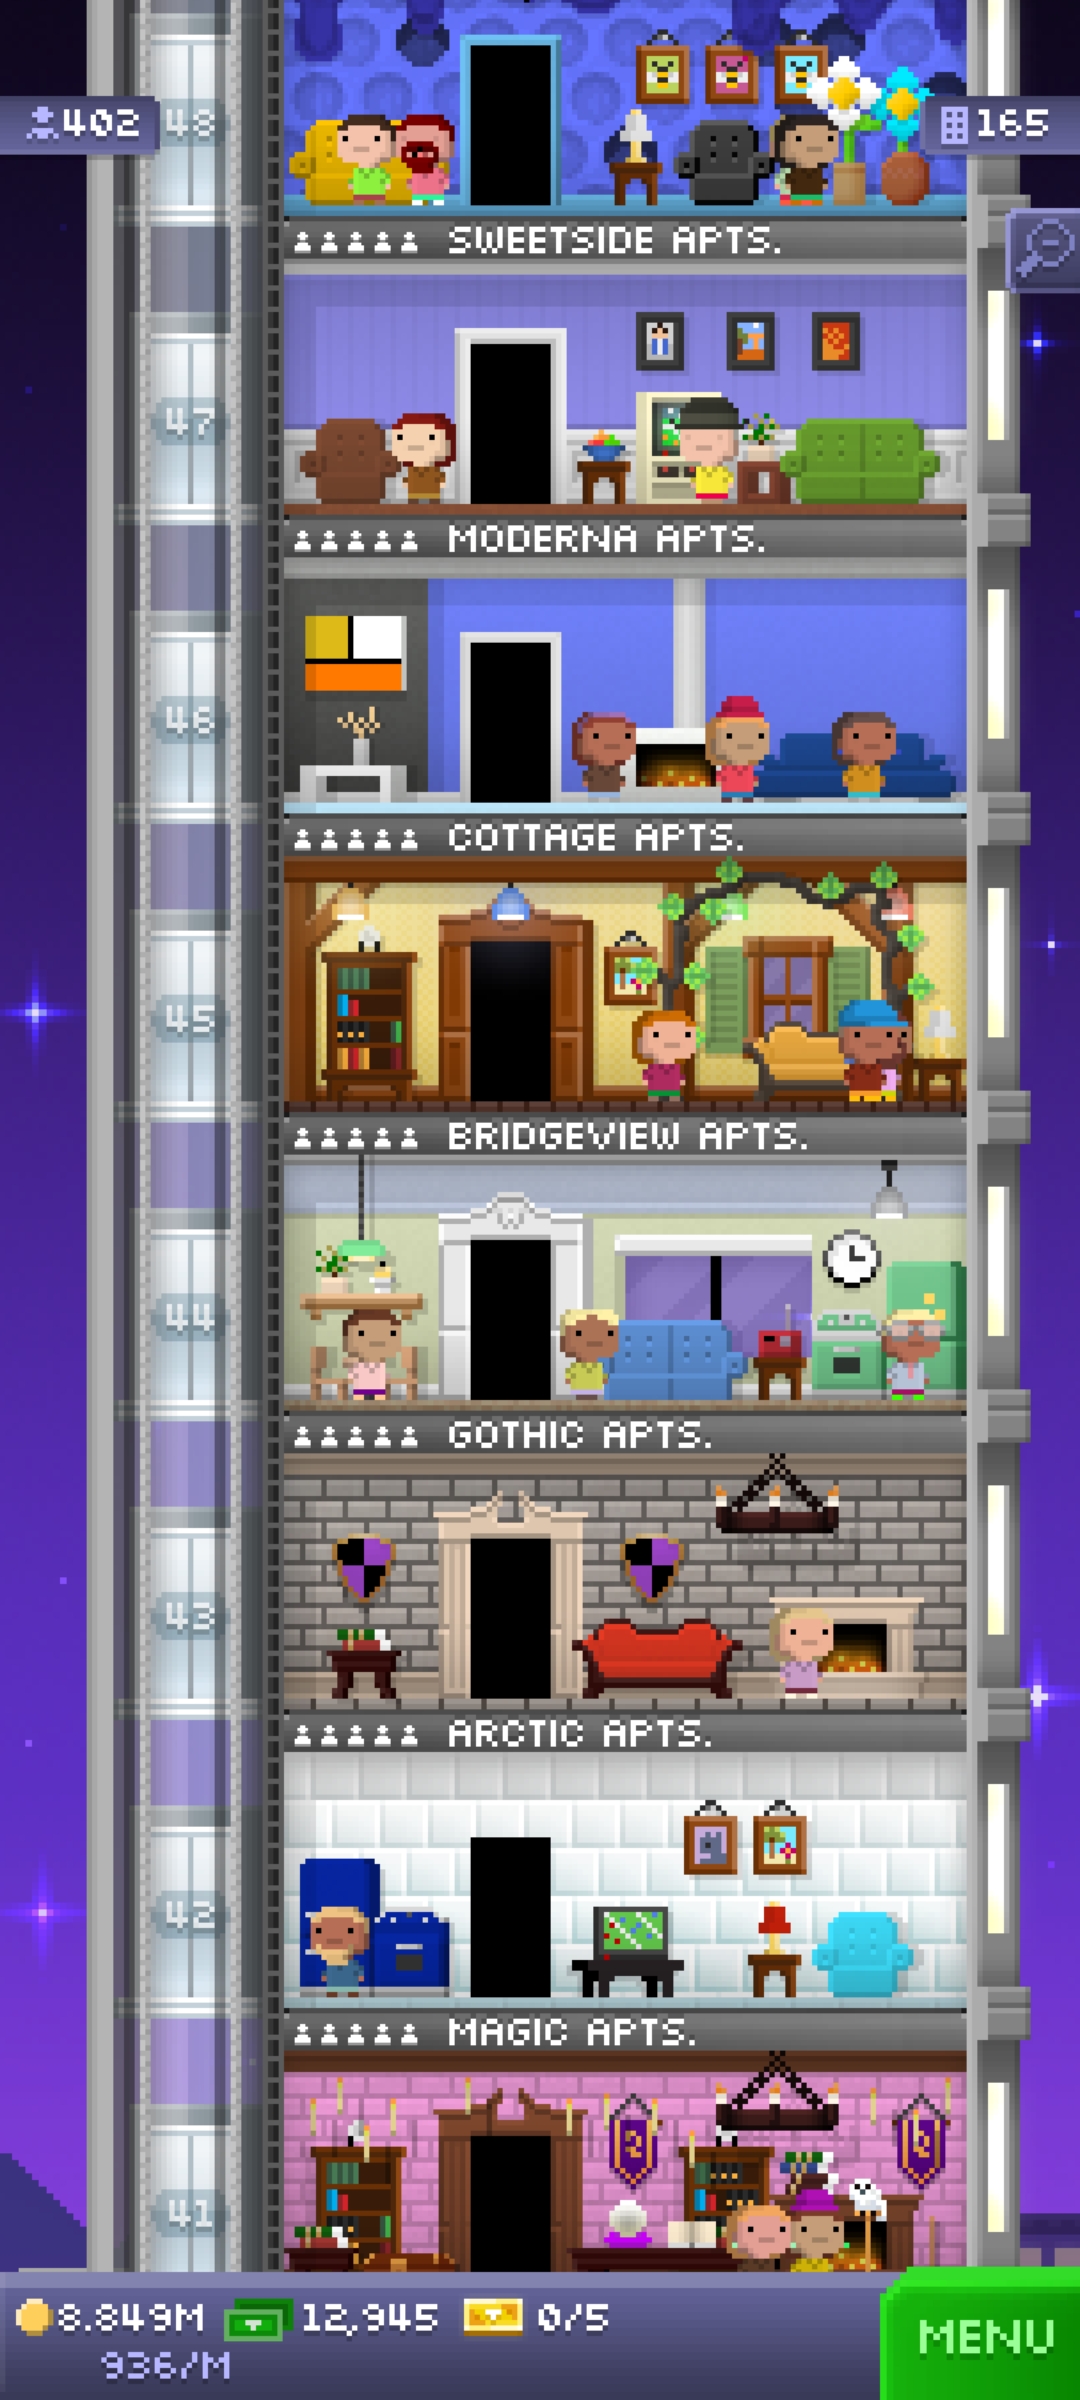 402
48
165
SWEETSIDE APTS.
47
MODERNA APTS.
46
COTTAGE APTS.
45
BRIDGEVIEW APTS.
44
GOTHIC APTS.
43
ARCTIC APTS.
42
MAGIC APTS.
41
8.849M 12,945 0/5
936/M
MENU